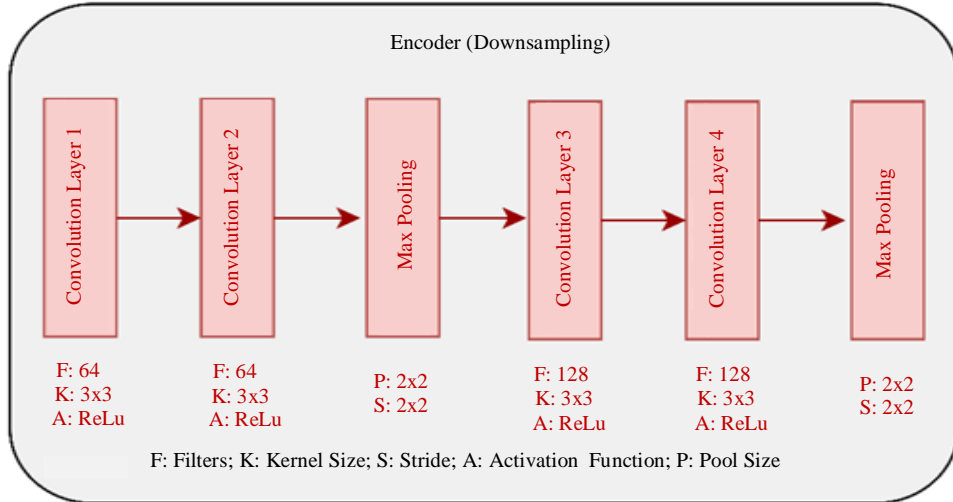 Encoder (Downsampling)
Convolution Layer 1
Convolution Layer 2
Max Pooling
Convolution Layer 3
Convolution Layer 4
Max Pooling
F: 64
K: 3x3
A: ReLu
F: 64
K: 3x3
A: ReLu
P: 2x2
S: 2x2
F: 128
K: 3x3
A: ReLu
F: 128
K: 3x3
A: ReLu
P: 2x2
S: 2x2
F: Filters; K: Kernel Size; S: Stride; A: Activation Function; P: Pool Size